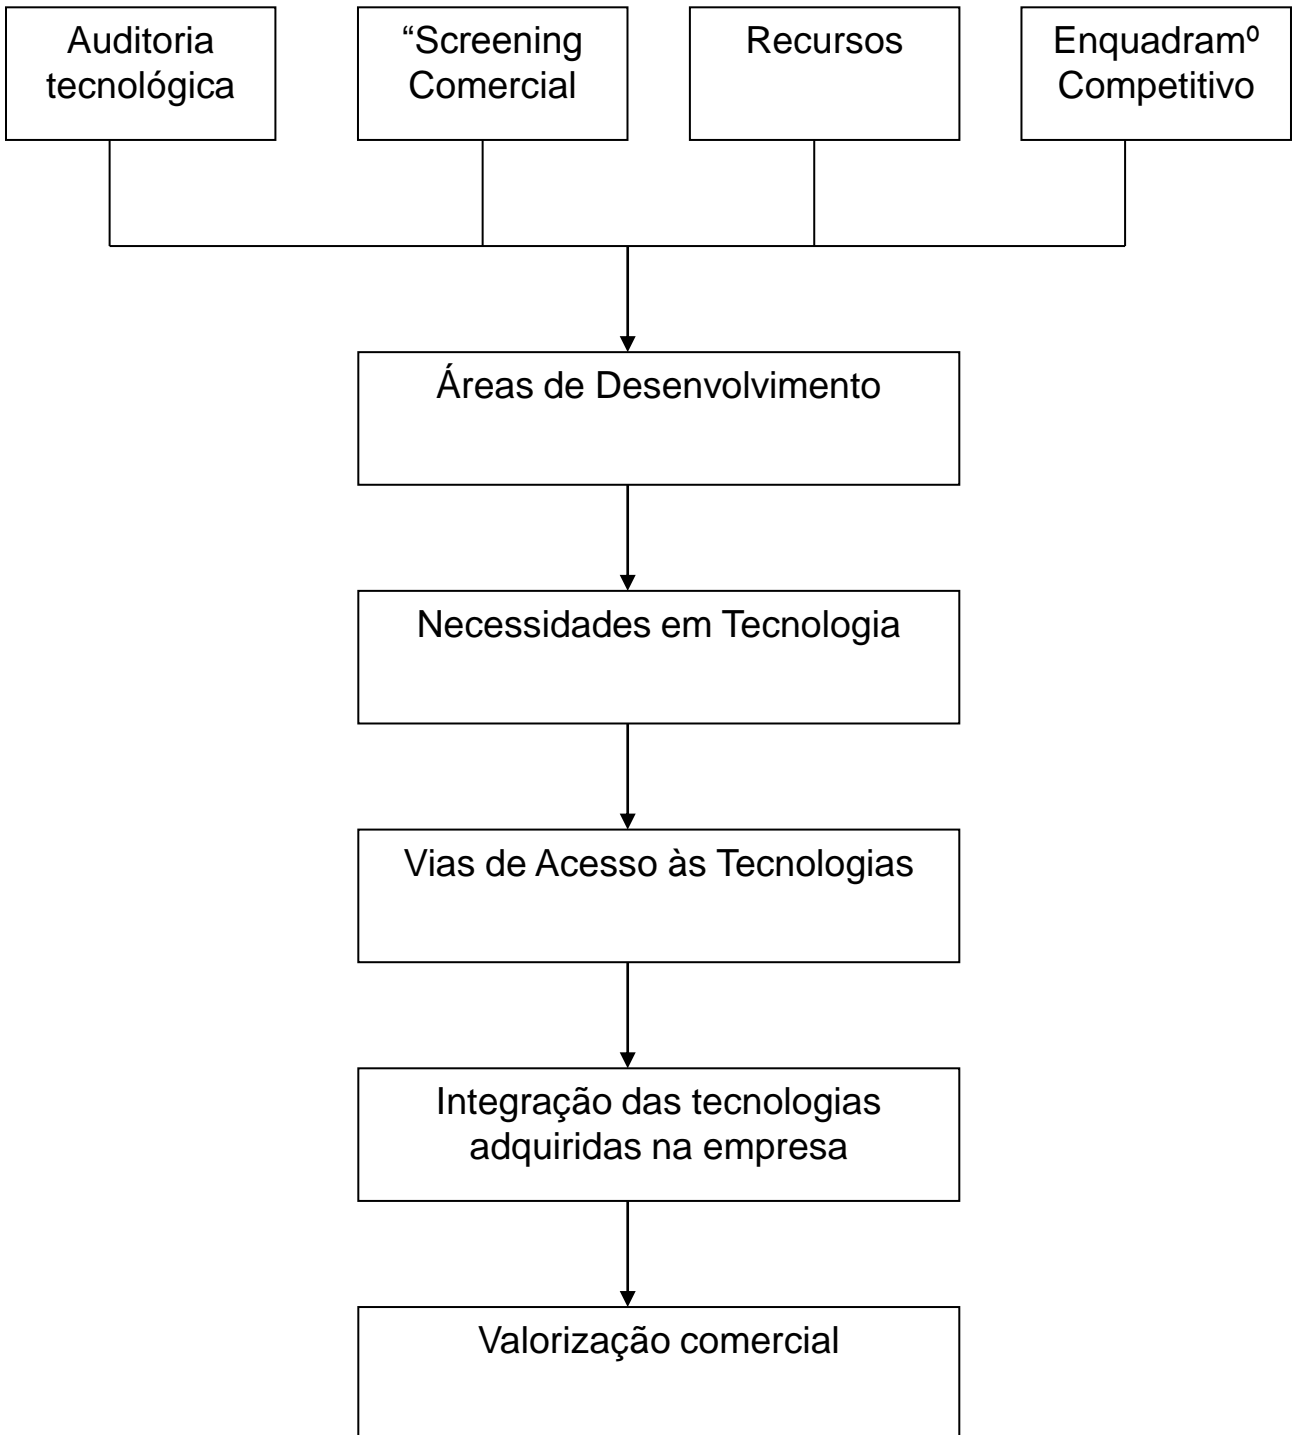 Auditoria
tecnológica
“Screening
Comercial
Recursos
Enquadramº
Competitivo
Áreas de Desenvolvimento
Necessidades em Tecnologia
Vias de Acesso às Tecnologias
Integração das tecnologias
adquiridas na empresa
Valorização comercial